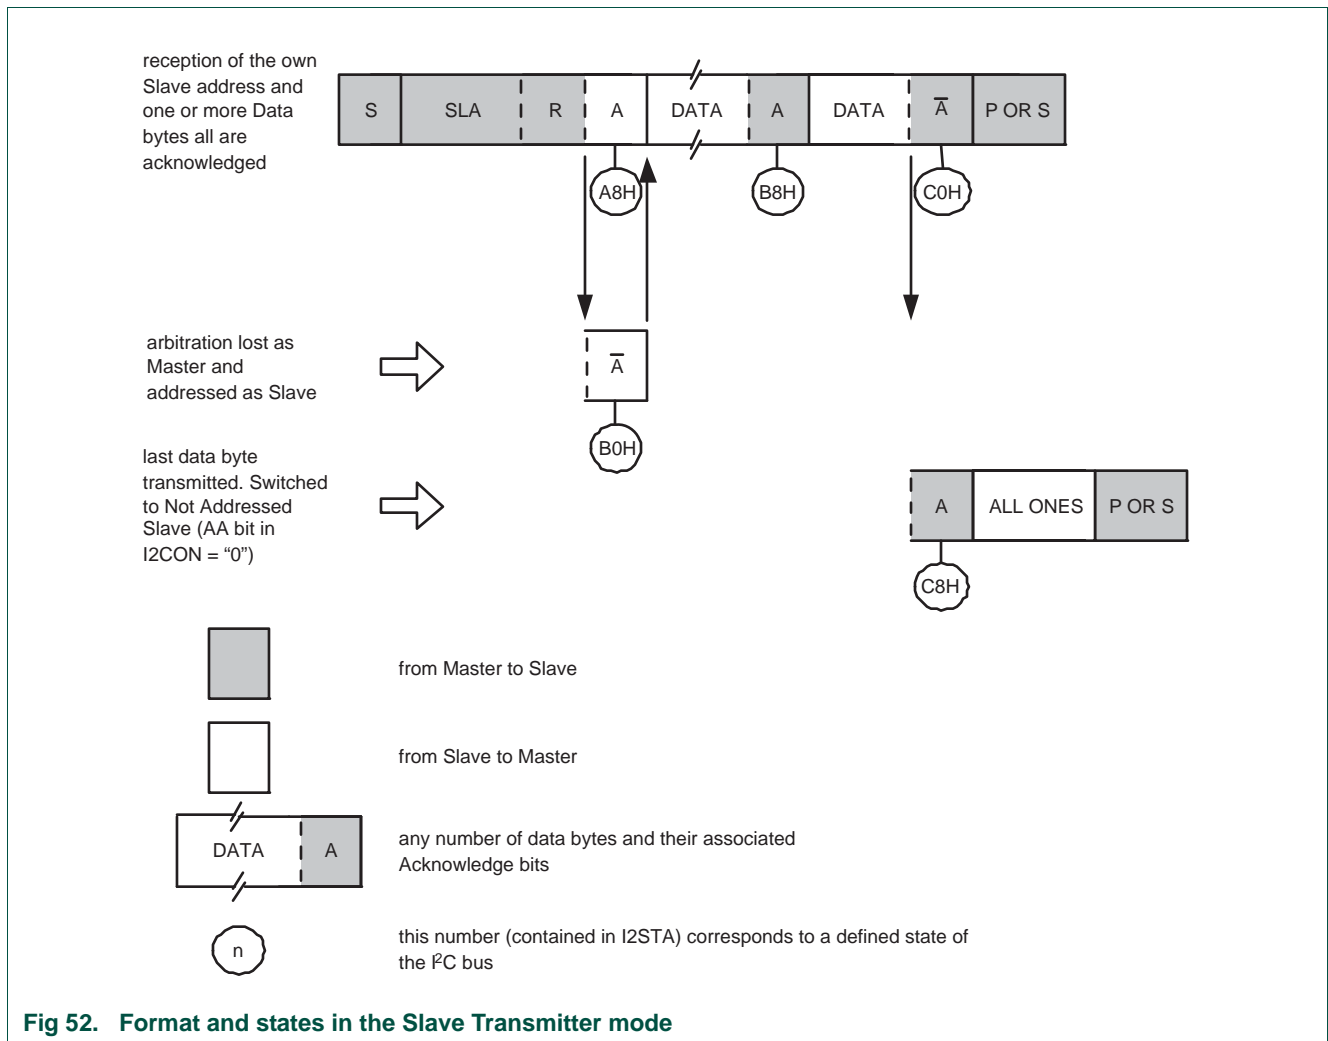 reception of the own
Slave address and
one or more Data
bytes all are
acknowledged
S SLA R A DATA A DATA A̅ P OR S
A8H B8H C0H
arbitration lost as
Master and
addressed as Slave
A̅
B0H
last data byte
transmitted. Switched
to Not Addressed
Slave (AA bit in
I2CON = “0”)
A ALL ONES P OR S
C8H
from Master to Slave
from Slave to Master
DATA A
any number of data bytes and their associated
Acknowledge bits
n
this number (contained in I2STA) corresponds to a defined state of
the I²C bus
Fig 52. Format and states in the Slave Transmitter mode